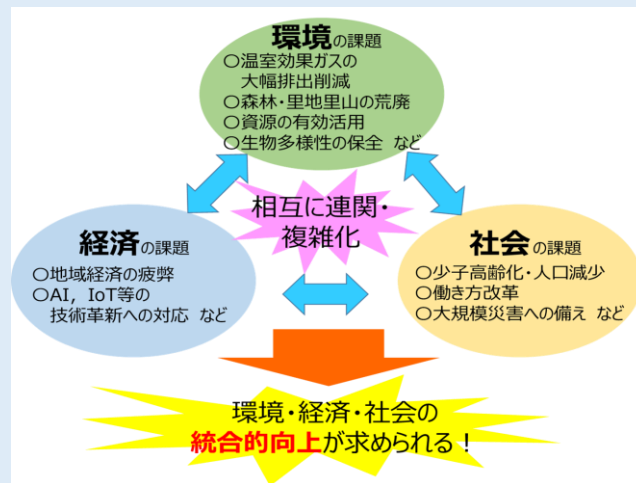 環境の課題
○温室効果ガスの
大幅排出削減
○森林・里地里山の荒廃
○資源の有効活用
○生物多様性の保全 など
相互に連関・
複雑化
経済の課題
○地域経済の疲弊
○AI，IoT等の
技術革新への対応 など
社会の課題
○少子高齢化・人口減少
○働き方改革
○大規模災害への備え など
環境・経済・社会の
統合的向上が求められる！